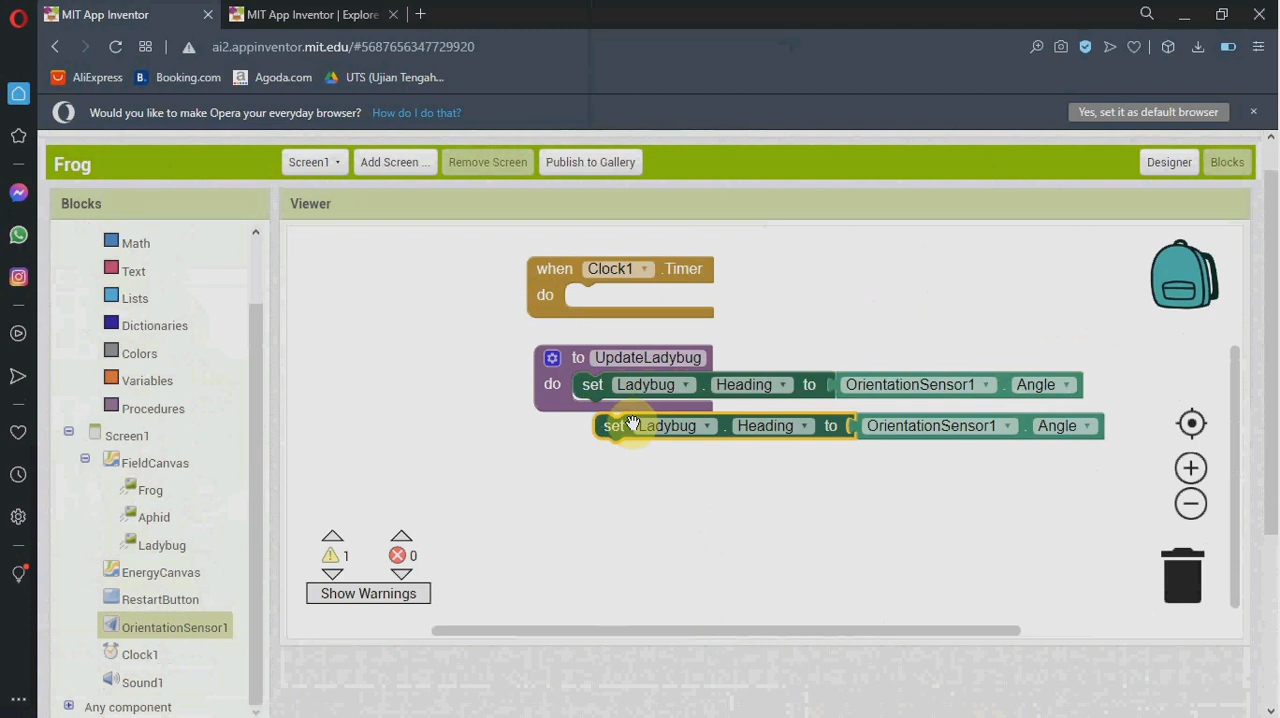 MIT App Inventor
MIT App Inventor | Explore
ai2.appinventor.mit.edu/#5687656347729920
AliExpress
B.
Booking.com
a
Agoda.com
UTS (Ujian Tengah...
Would you like to make Opera your everyday browser?
How do I do that?
Yes, set it as default browser
Frog
Screen1
Add Screen ...
Remove Screen
Publish to Gallery
Designer
Blocks
Blocks
Viewer
Math
Text
Lists
Dictionaries
Colors
Variables
Procedures
Screen1
FieldCanvas
Frog
Aphid
Ladybug
EnergyCanvas
RestartButton
OrientationSensor1
Clock1
Sound1
Any component
when Clock1 .Timer
do
to UpdateLadybug
do set Ladybug . Heading to OrientationSensor1 . Angle
set Ladybug . Heading to OrientationSensor1 . Angle
1 0
Show Warnings